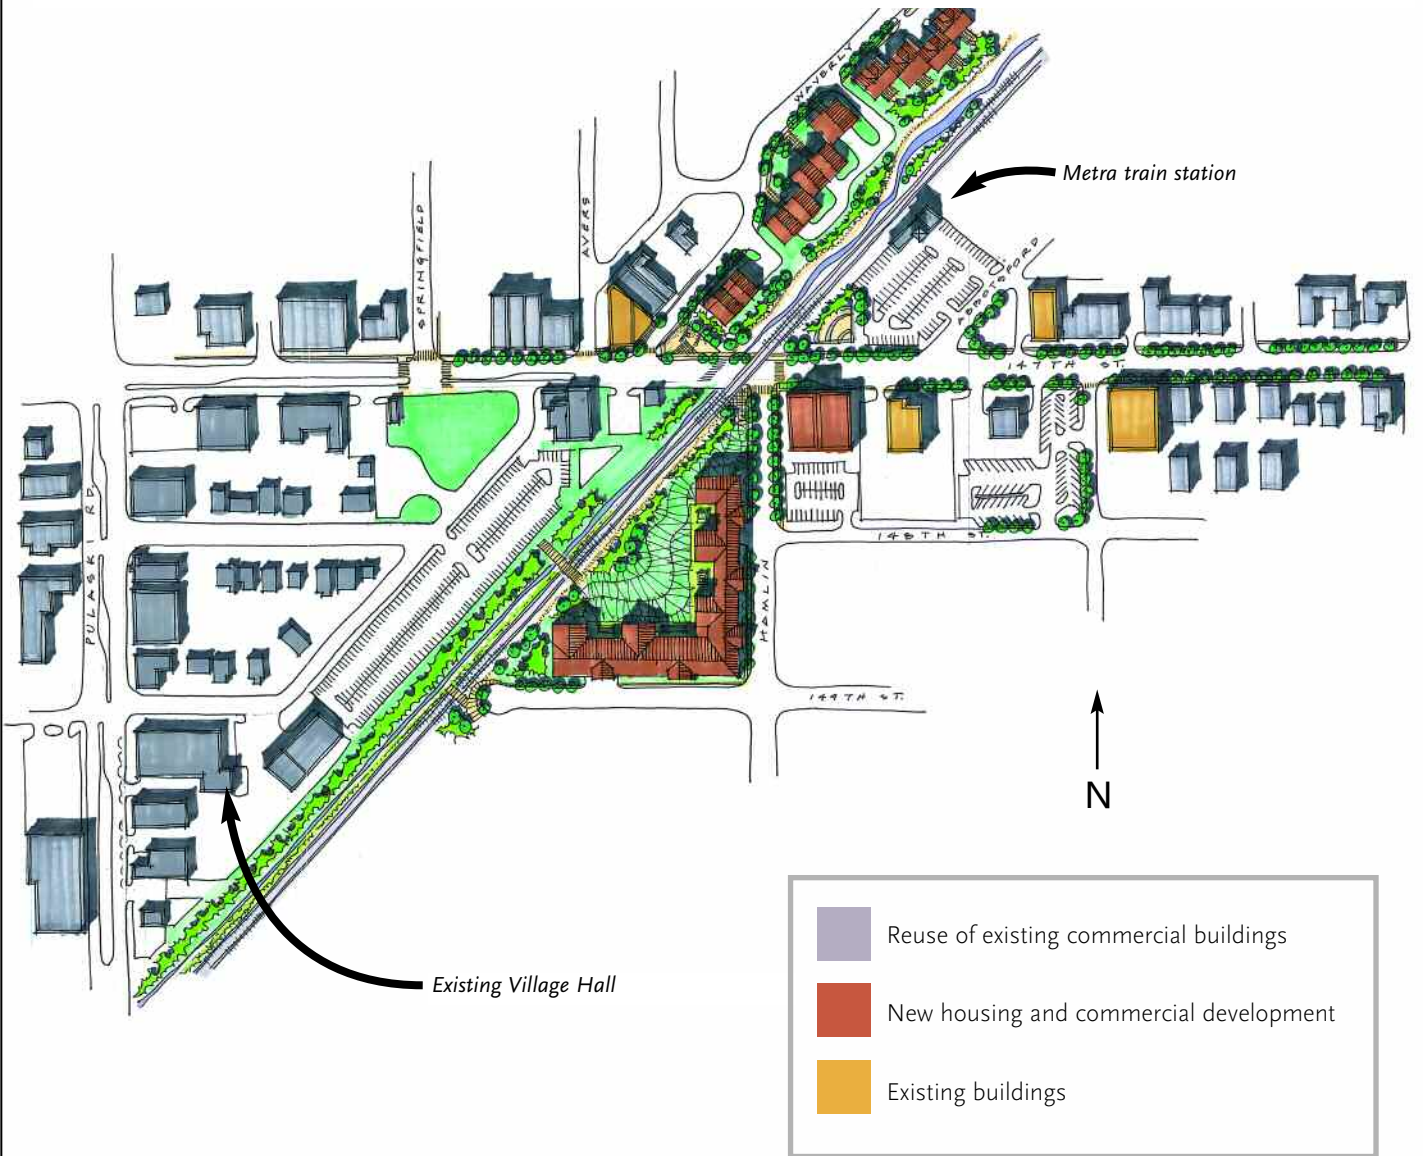 WAVERLY
Metra train station
SPRINGFIELD
AVERS
ABBOTSFORD
147TH ST.
PULASKI RD.
148TH ST.
HAMLIN
149TH ST.
N
Existing Village Hall
Reuse of existing commercial buildings
New housing and commercial development
Existing buildings